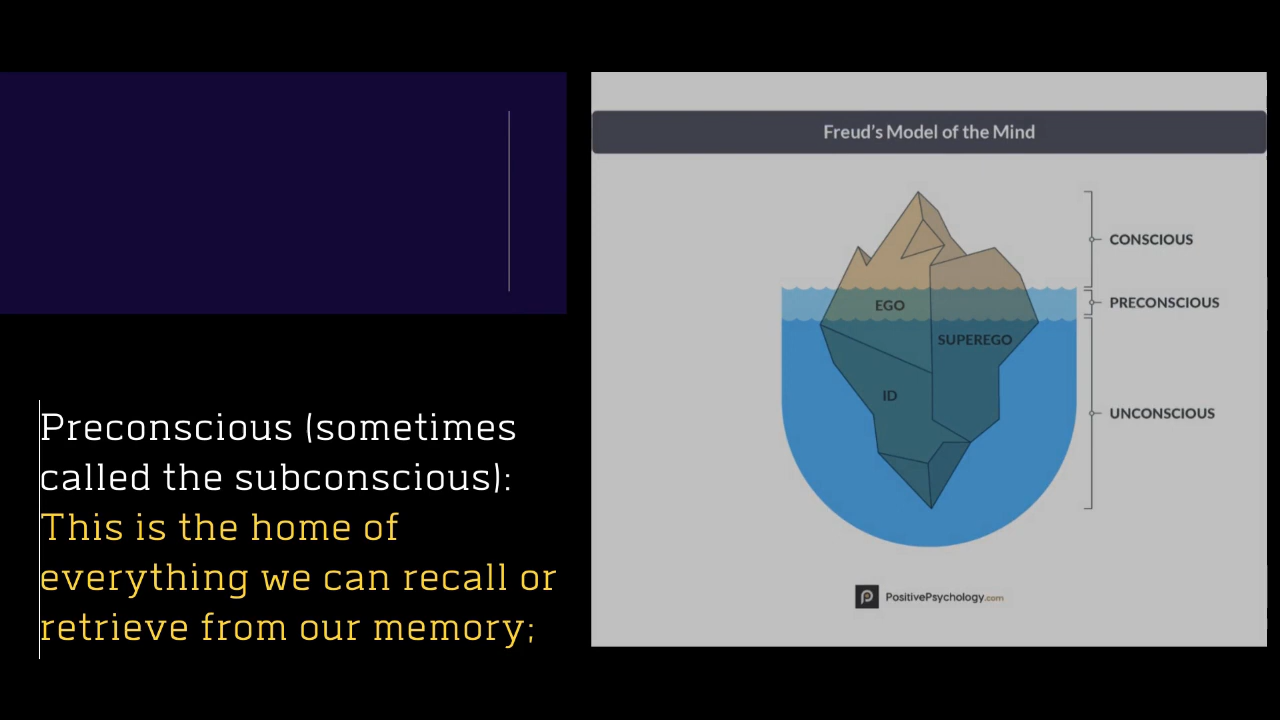 Preconscious (sometimes
called the subconscious):
This is the home of
everything we can recall or
retrieve from our memory;
Freud's Model of the Mind
CONSCIOUS
PRECONSCIOUS
UNCONSCIOUS
EGO
SUPEREGO
ID
PositivePsychology.com